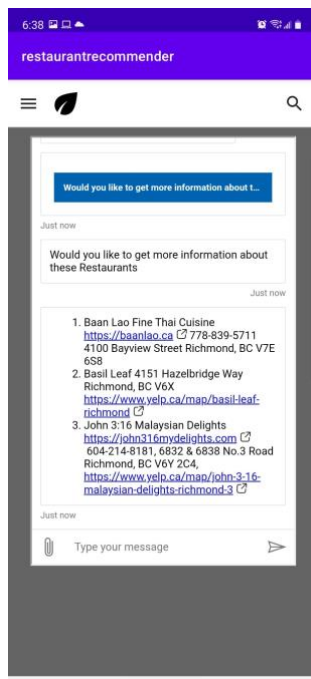 6:38
restaurantrecommender
Would you like to get more information about t...
Just now
Would you like to get more information about
these Restaurants
Just now
1. Baan Lao Fine Thai Cuisine
https://baanlao.ca 778-839-5711
4100 Bayview Street Richmond, BC V7E
6S8
2. Basil Leaf 4151 Hazelbridge Way
Richmond, BC V6X
https://www.yelp.ca/map/basil-leaf-
richmond
3. John 3:16 Malaysian Delights
https://john316mydelights.com
604-214-8181, 6832 & 6838 No.3 Road
Richmond, BC V6Y 2C4,
https://www.yelp.ca/map/john-3-16-
malaysian-delights-richmond-3
Just now
Type your message